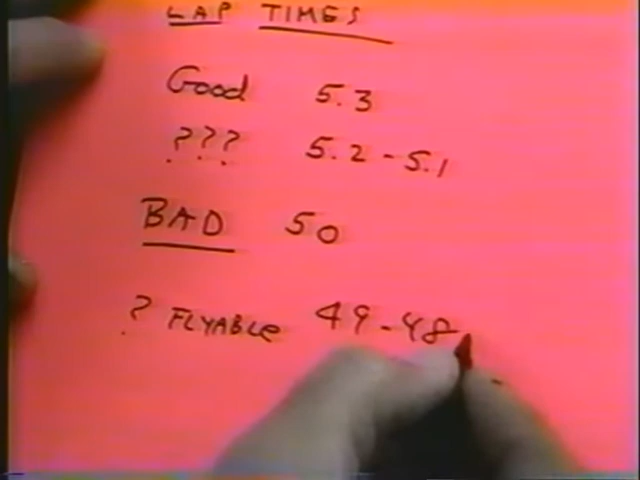 LAP TIMES
Good 5.3
??? 5.2-5.1
BAD 50
? FLYABLE 49-48